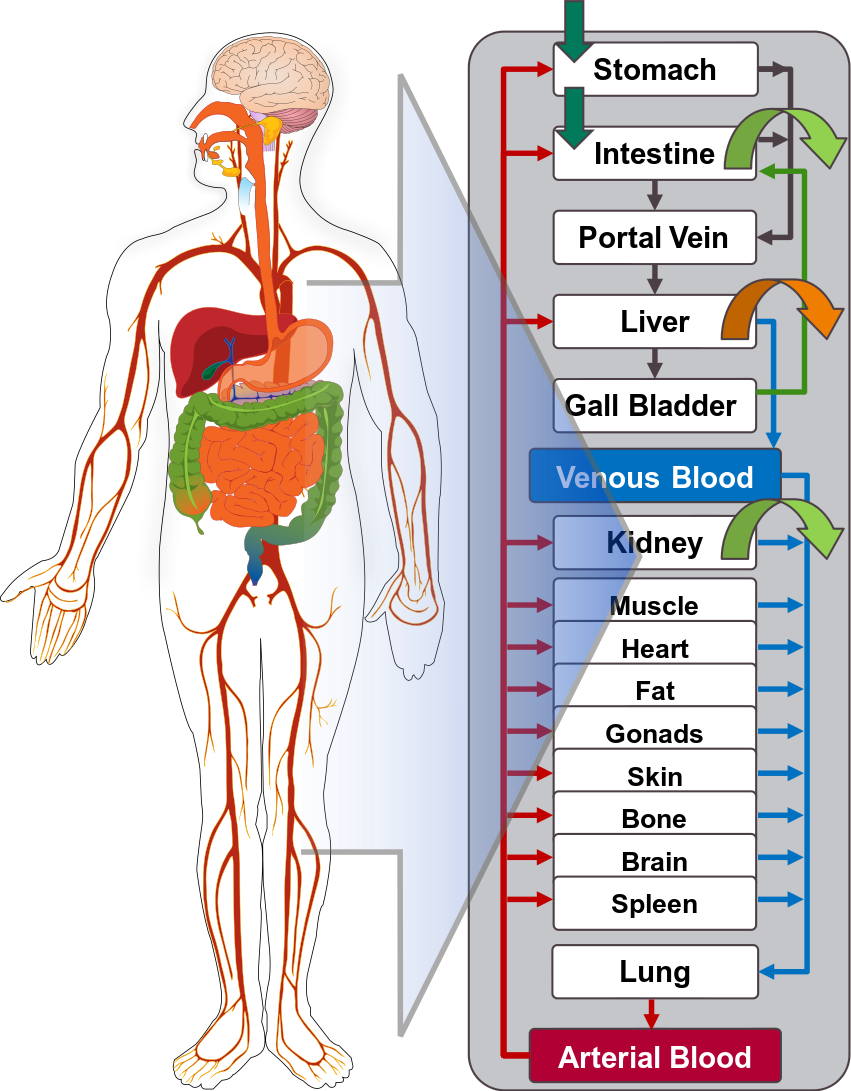 Stomach
Intestine
Portal Vein
Liver
Gall Bladder
Venous Blood
Kidney
Muscle
Heart
Fat
Gonads
Skin
Bone
Brain
Spleen
Lung
Arterial Blood